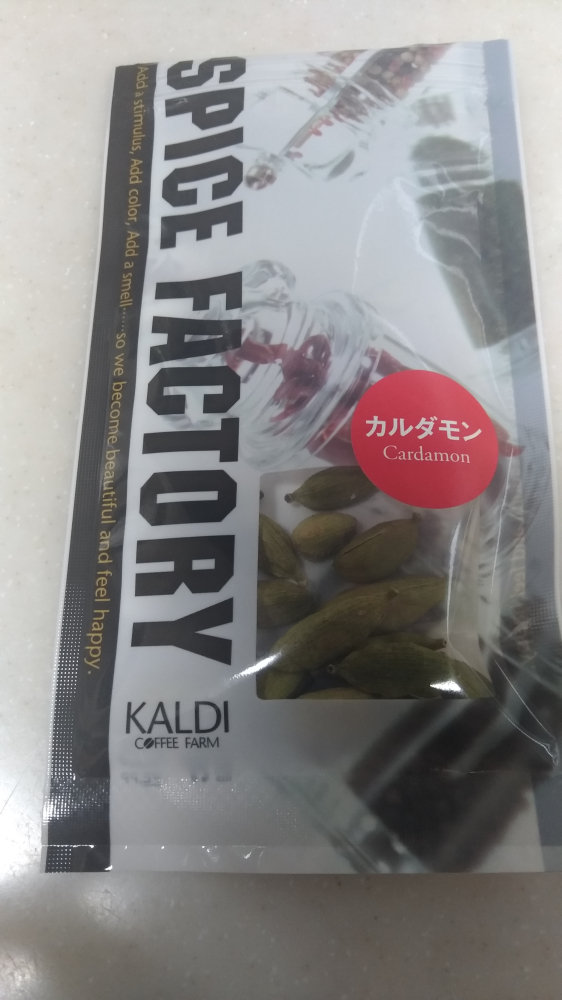 SPICE FACTORY
Add a stimulus, Add color, Add a smell……so we become beautiful and feel happy.
カルダモン
Cardamon
KALDI
COFFEE FARM